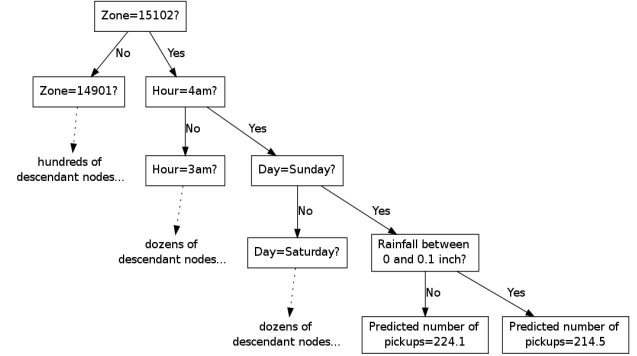 Zone=15102?
No
Yes
Zone=14901?
Hour=4am?
No
Yes
hundreds of
descendant nodes...
Hour=3am?
Day=Sunday?
No
Yes
dozens of
descendant nodes...
Day=Saturday?
Rainfall between
0 and 0.1 inch?
No
Yes
dozens of
descendant nodes...
Predicted number of
pickups=224.1
Predicted number of
pickups=214.5